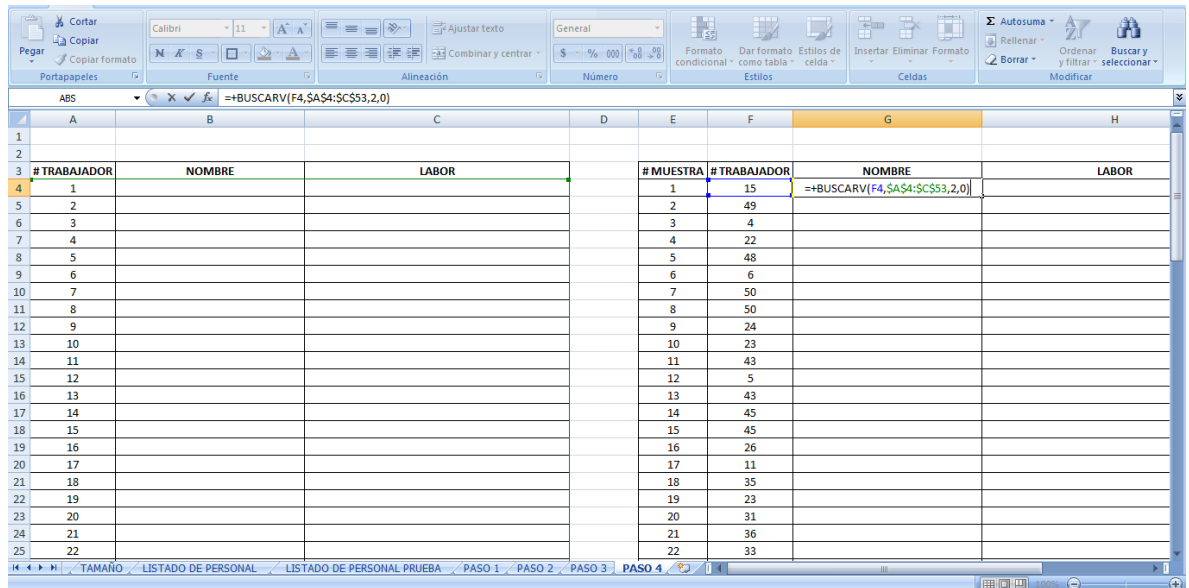 Cortar
Copiar
Copiar formato
Pegar
Portapapeles
Calibri 11 A A
N K S A
Fuente
Ajustar texto
Combinar y centrar
Alineación
General
$ % 000
Número
Formato condicional
Dar formato como tabla
Estilos de celda
Estilos
Insertar Eliminar Formato
Celdas
Σ Autosuma
Rellenar
Borrar
Ordenar y filtrar
Buscar y seleccionar
Modificar
ABS fx =+BUSCARV(F4,$A$4:$C$53,2,0)
A B C D E F G H
1
2
3 # TRABAJADOR NOMBRE LABOR # MUESTRA # TRABAJADOR NOMBRE LABOR
4 1 1 15 =+BUSCARV(F4,$A$4:$C$53,2,0)
5 2 2 49
6 3 3 4
7 4 4 22
8 5 5 48
9 6 6 6
10 7 7 50
11 8 8 50
12 9 9 24
13 10 10 23
14 11 11 43
15 12 12 5
16 13 13 43
17 14 14 45
18 15 15 45
19 16 16 26
20 17 17 11
21 18 18 35
22 19 19 23
23 20 20 31
24 21 21 36
25 22 22 33
TAMAÑO LISTADO DE PERSONAL LISTADO DE PERSONAL PRUEBA PASO 1 PASO 2 PASO 3 PASO 4
100%